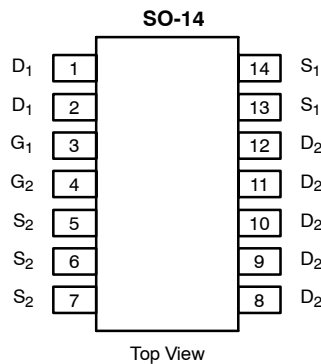 SO-14
D1 1 14 S1
D1 2 13 S1
G1 3 12 D2
G2 4 11 D2
S2 5 10 D2
S2 6 9 D2
S2 7 8 D2
Top View